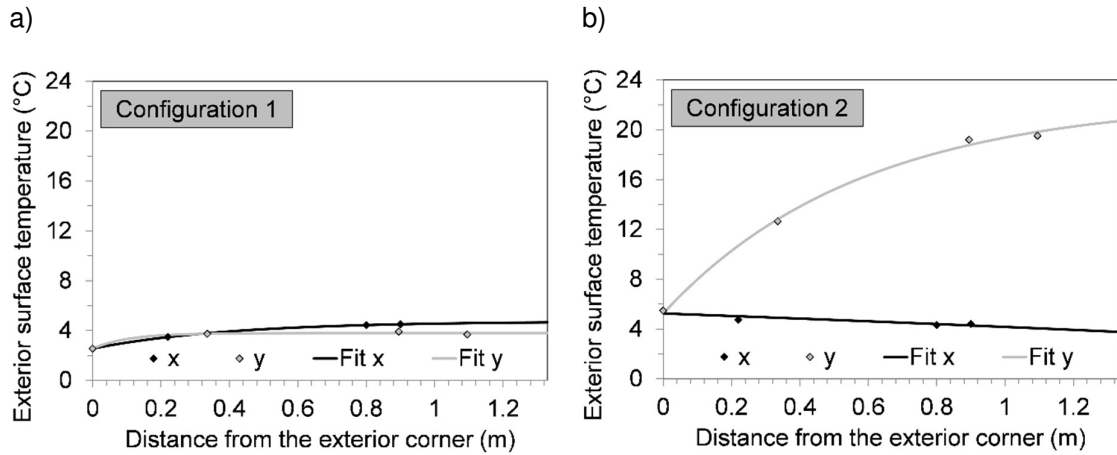 a)
Exterior surface temperature (°C)
24
20
16
12
8
4
0
Configuration 1
x y Fit x Fit y
0 0.2 0.4 0.6 0.8 1 1.2
Distance from the exterior corner (m)
b)
Exterior surface temperature (°C)
24
20
16
12
8
4
0
Configuration 2
x y Fit x Fit y
0 0.2 0.4 0.6 0.8 1 1.2
Distance from the exterior corner (m)